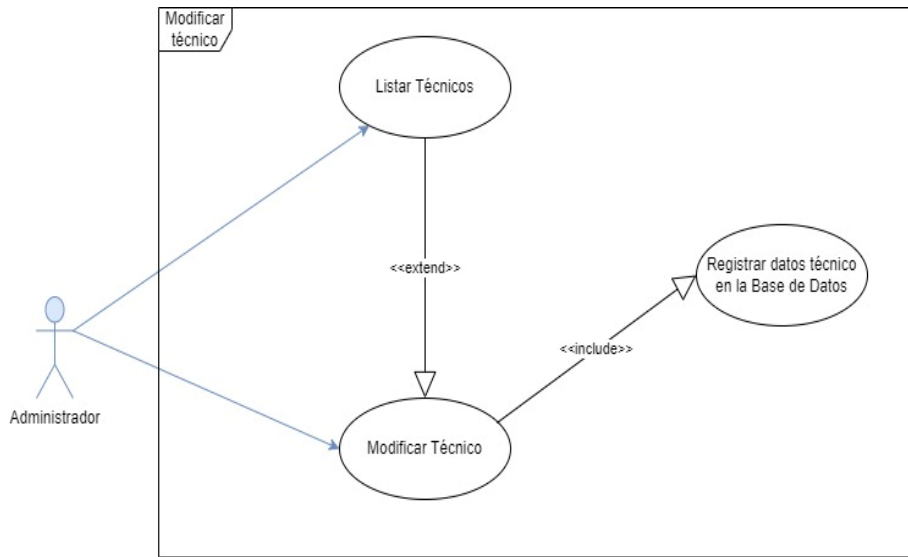 Modificar
técnico
Listar Técnicos
<<extend>>
Registrar datos técnico
en la Base de Datos
<<include>>
Administrador
Modificar Técnico